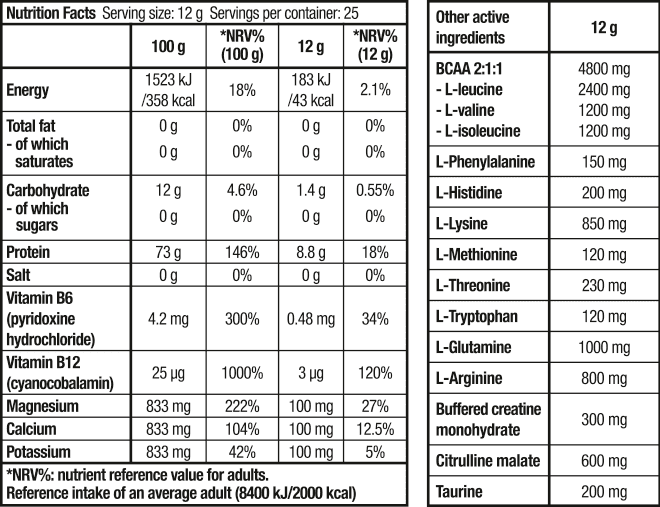 Nutrition Facts Serving size: 12 g Servings per container: 25
100 g *NRV% (100 g) 12 g *NRV% (12 g)
Energy 1523 kJ /358 kcal 18% 183 kJ /43 kcal 2.1%
Total fat 0 g 0% 0 g 0%
- of which saturates 0 g 0% 0 g 0%
Carbohydrate 12 g 4.6% 1.4 g 0.55%
- of which sugars 0 g 0% 0 g 0%
Protein 73 g 146% 8.8 g 18%
Salt 0 g 0% 0 g 0%
Vitamin B6 (pyridoxine hydrochloride) 4.2 mg 300% 0.48 mg 34%
Vitamin B12 (cyanocobalamin) 25 µg 1000% 3 µg 120%
Magnesium 833 mg 222% 100 mg 27%
Calcium 833 mg 104% 100 mg 12.5%
Potassium 833 mg 42% 100 mg 5%
*NRV%: nutrient reference value for adults.
Reference intake of an average adult (8400 kJ/2000 kcal)
Other active ingredients 12 g
BCAA 2:1:1 4800 mg
- L-leucine 2400 mg
- L-valine 1200 mg
- L-isoleucine 1200 mg
L-Phenylalanine 150 mg
L-Histidine 200 mg
L-Lysine 850 mg
L-Methionine 120 mg
L-Threonine 230 mg
L-Tryptophan 120 mg
L-Glutamine 1000 mg
L-Arginine 800 mg
Buffered creatine monohydrate 300 mg
Citrulline malate 600 mg
Taurine 200 mg